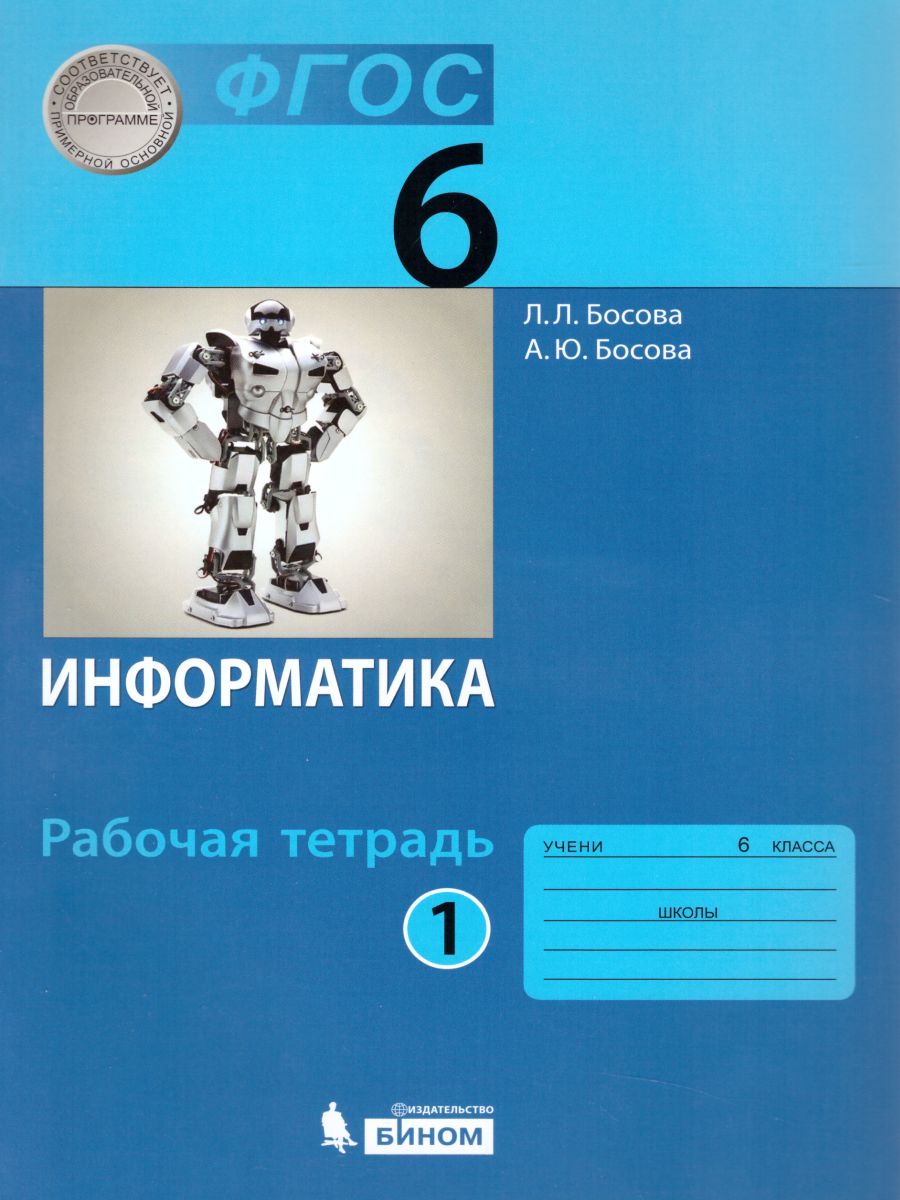 • СООТВЕТСТВУЕТ •
ПРИМЕРНОЙ ОСНОВНОЙ
ОБРАЗОВАТЕЛЬНОЙ
ПРОГРАММЕ
ФГОС
6
Л.Л. Босова
А.Ю. Босова
ИНФОРМАТИКА
Рабочая тетрадь
1
УЧЕНИ 6 КЛАССА
ШКОЛЫ
ИЗДАТЕЛЬСТВО
БИНОМ